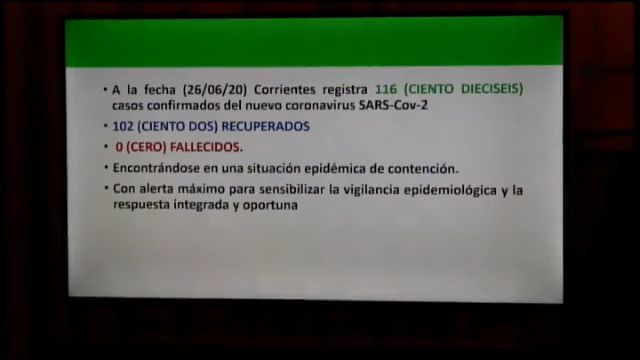 • A la fecha (26/06/20) Corrientes registra 116 (CIENTO DIECISEIS)
casos confirmados del nuevo coronavirus SARS-Cov-2
• 102 (CIENTO DOS) RECUPERADOS
• 0 (CERO) FALLECIDOS.
• Encontrándose en una situación epidémica de contención.
• Con alerta máximo para sensibilizar la vigilancia epidemiológica y la
respuesta integrada y oportuna